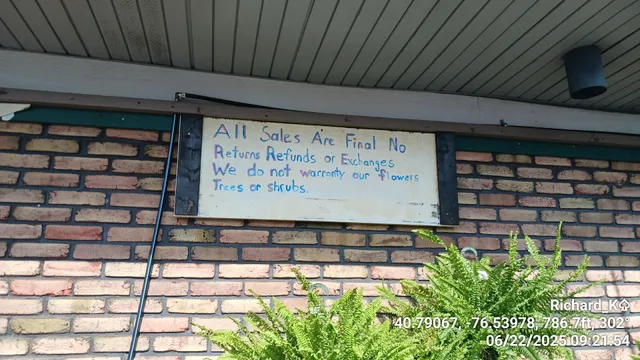 All Sales Are Final No
Returns Refunds or Exchanges
We do not warranty our flowers
Trees or shrubs.
Richard K
40.79067, -76.53978, 786.7ft, 302°
06/22/2025 09:21:54